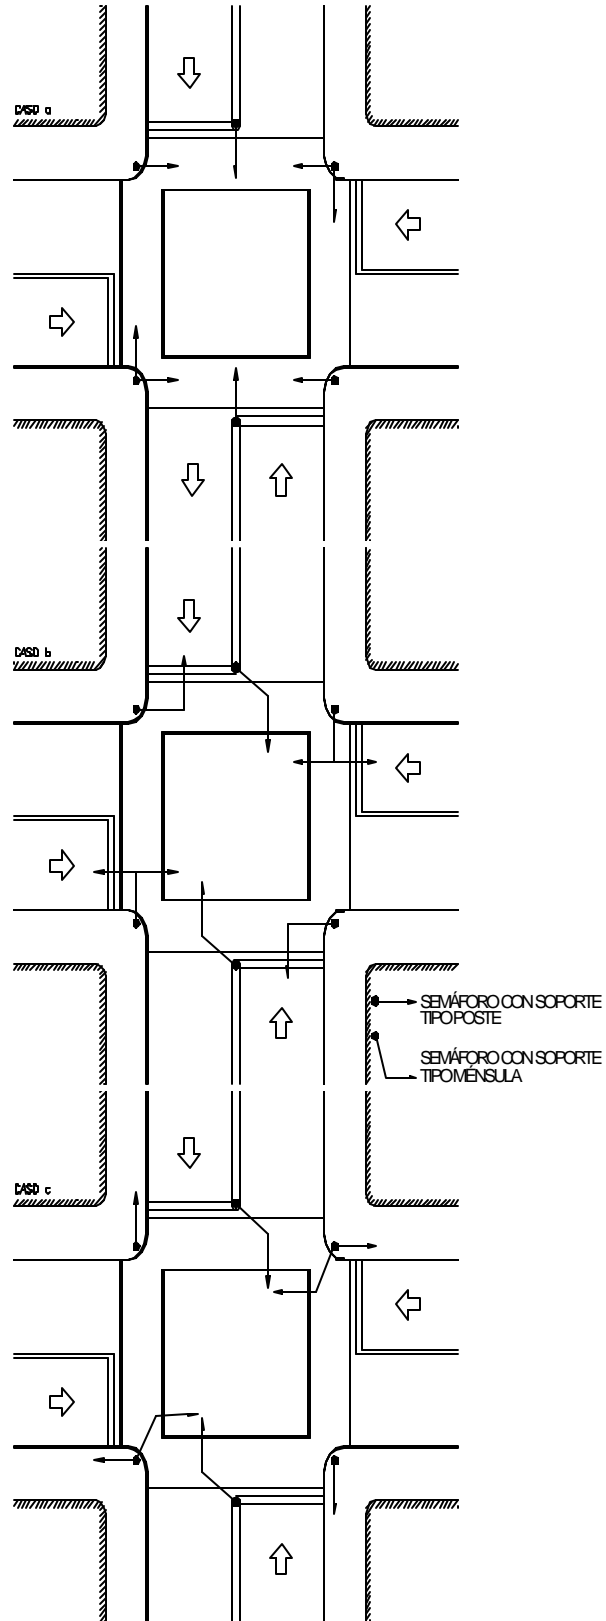 CASO a
CASO b
SEMÁFORO CON SOPORTE
TIPO POSTE
SEMÁFORO CON SOPORTE
TIPO MÉNSULA
CASO c